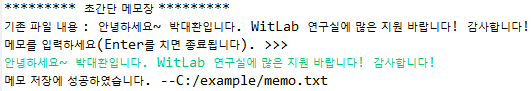 ********* 초간단 메모장 *********
기존 파일 내용 : 안녕하세요~ 박대환입니다. WitLab 연구실에 많은 지원 바랍니다! 감사합니다!
메모를 입력하세요(Enter를 치면 종료됩니다). >>>
안녕하세요~ 박대환입니다. WitLab 연구실에 많은 지원 바랍니다! 감사합니다!
메모 저장에 성공하였습니다. --C:/example/memo.txt